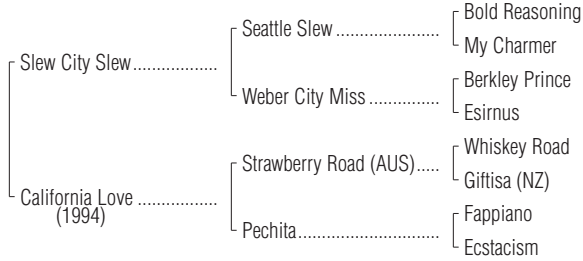 Bold Reasoning
Seattle Slew
My Charmer
Slew City Slew
Berkley Prince
Weber City Miss
Esirnus
Whiskey Road
Strawberry Road (AUS)
Giftisa (NZ)
California Love
(1994)
Fappiano
Pechita
Ecstacism